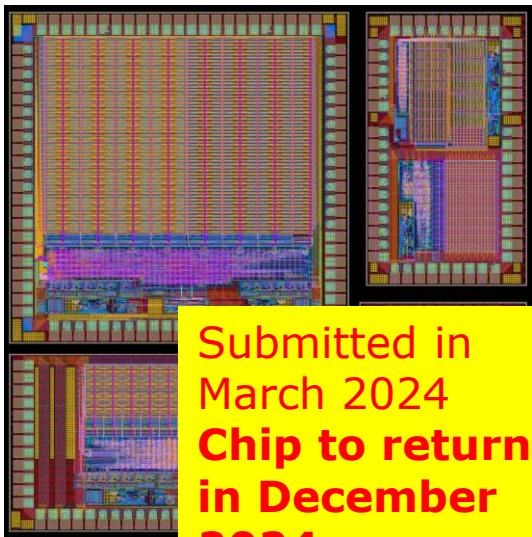 Submitted in
March 2024
Chip to return
in December